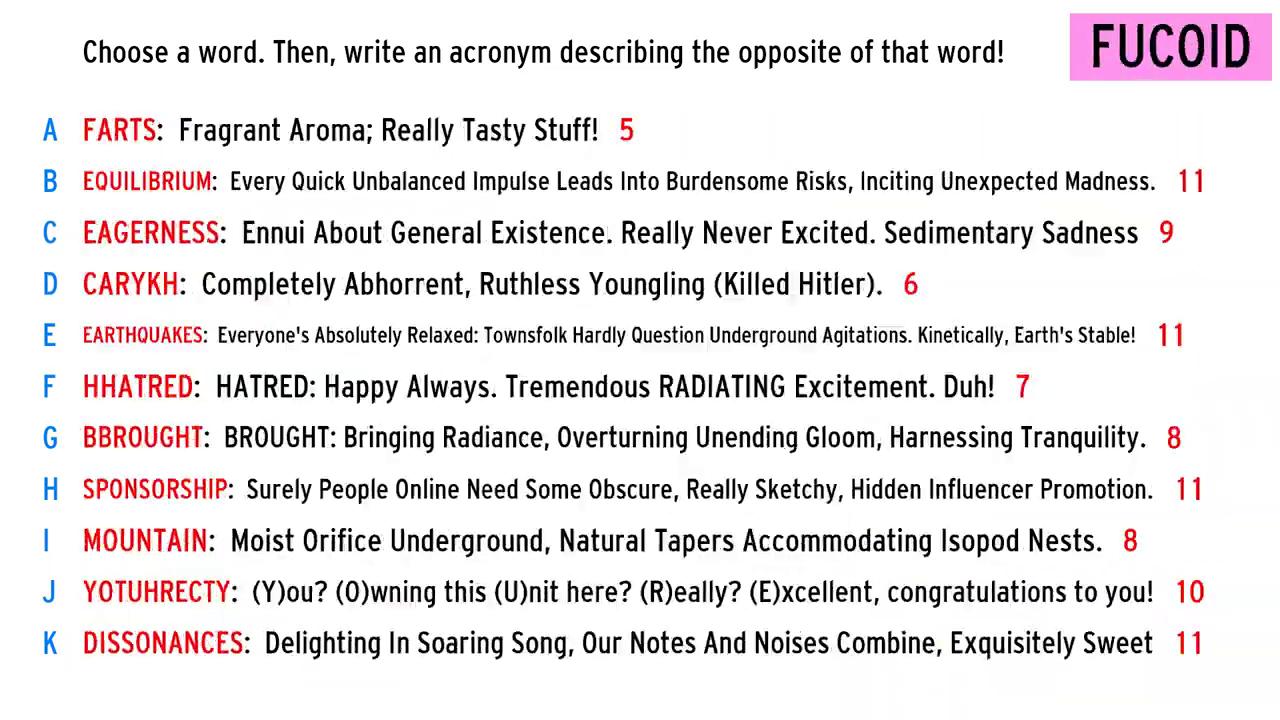 Choose a word. Then, write an acronym describing the opposite of that word!
FUCOID
A FARTS: Fragrant Aroma; Really Tasty Stuff! 5
B EQUILIBRIUM: Every Quick Unbalanced Impulse Leads Into Burdensome Risks, Inciting Unexpected Madness. 11
C EAGERNESS: Ennui About General Existence. Really Never Excited. Sedimentary Sadness 9
D CARYKH: Completely Abhorrent, Ruthless Youngling (Killed Hitler). 6
E EARTHQUAKES: Everyone's Absolutely Relaxed: Townsfolk Hardly Question Underground Agitations. Kinetically, Earth's Stable! 11
F HHATRED: HATRED: Happy Always. Tremendous RADIATING Excitement. Duh! 7
G BBROUGHT: BROUGHT: Bringing Radiance, Overturning Unending Gloom, Harnessing Tranquility. 8
H SPONSORSHIP: Surely People Online Need Some Obscure, Really Sketchy, Hidden Influencer Promotion. 11
I MOUNTAIN: Moist Orifice Underground, Natural Tapers Accommodating Isopod Nests. 8
J YOTUHRECTY: (Y)ou? (O)wning this (U)nit here? (R)eally? (E)xcellent, congratulations to you! 10
K DISSONANCES: Delighting In Soaring Song, Our Notes And Noises Combine, Exquisitely Sweet 11